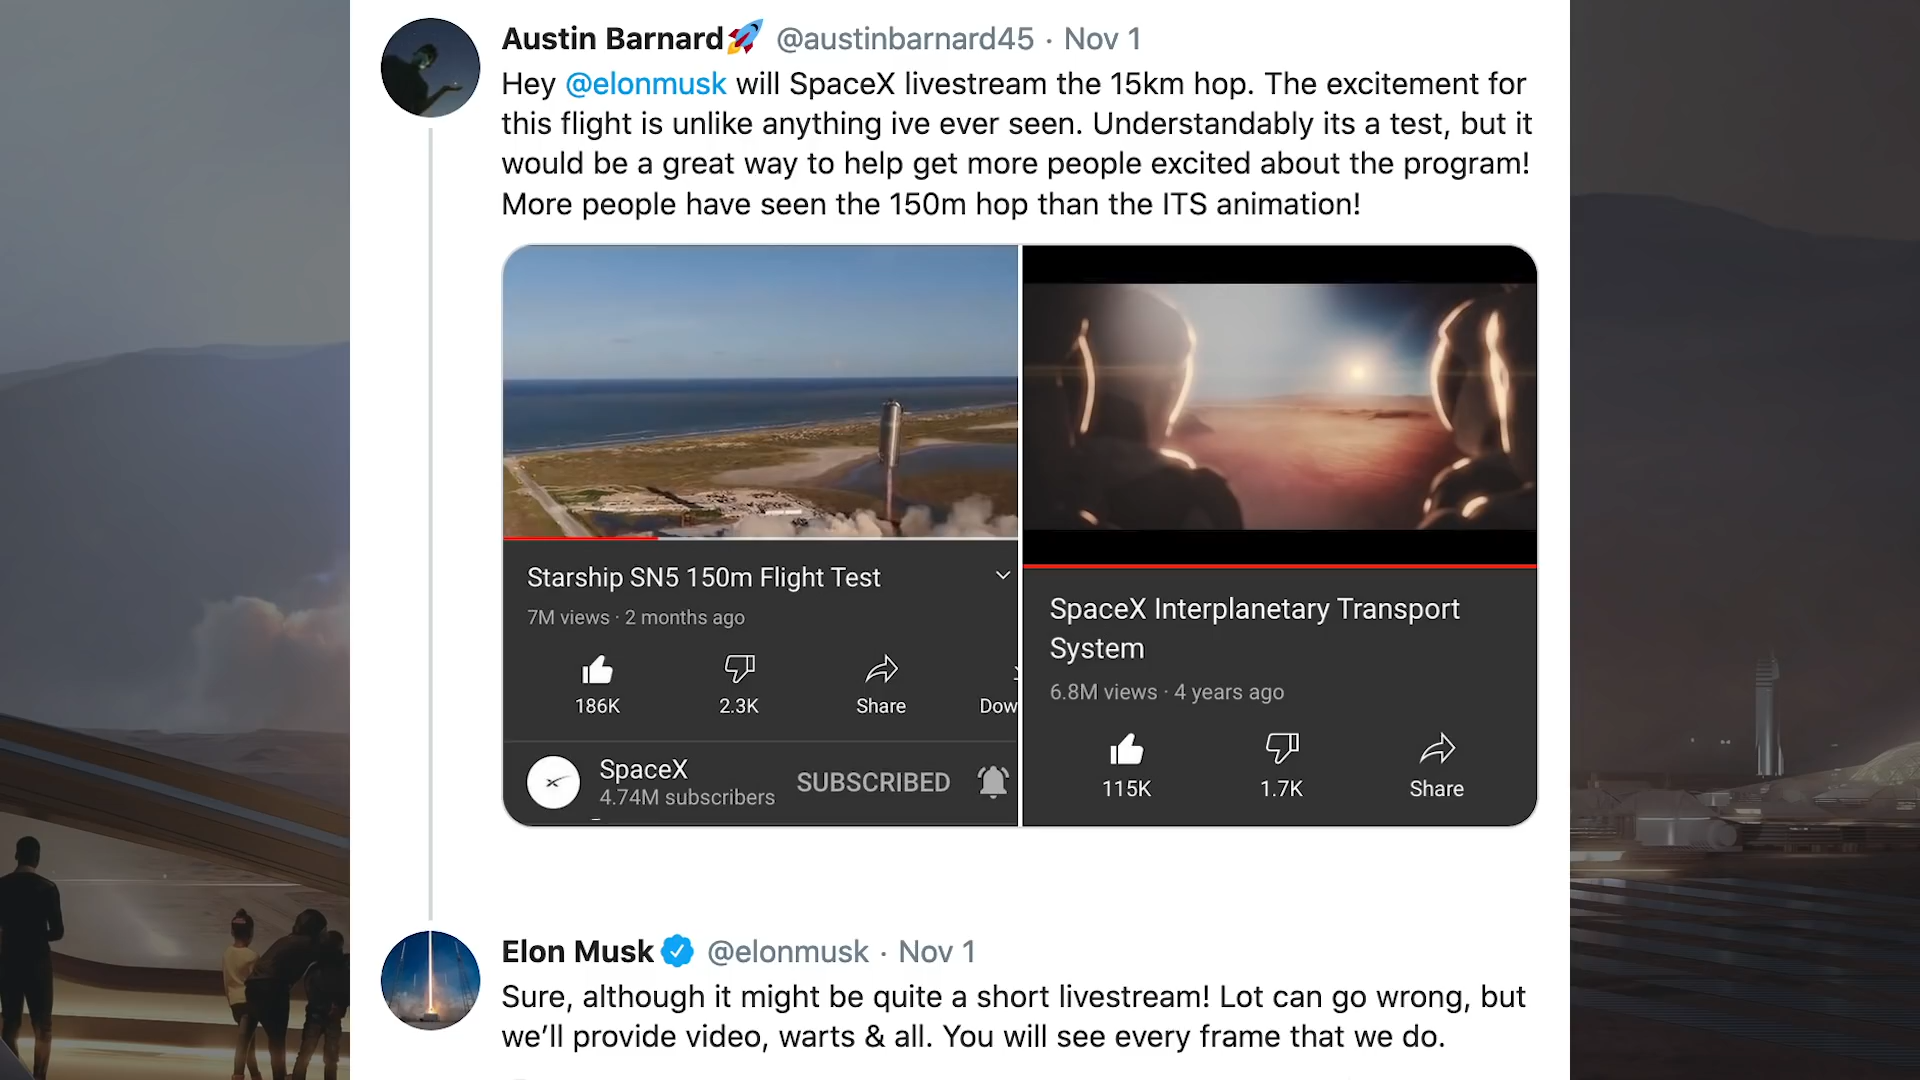 Austin Barnard🚀 @austinbarnard45 · Nov 1
Hey @elonmusk will SpaceX livestream the 15km hop. The excitement for
this flight is unlike anything ive ever seen. Understandably its a test, but it
would be a great way to help get more people excited about the program!
More people have seen the 150m hop than the ITS animation!
Starship SN5 150m Flight Test
7M views · 2 months ago
186K
2.3K
Share
Dow
SpaceX
4.74M subscribers
SUBSCRIBED
SpaceX Interplanetary Transport
System
6.8M views · 4 years ago
115K
1.7K
Share
Elon Musk @elonmusk · Nov 1
Sure, although it might be quite a short livestream! Lot can go wrong, but
we’ll provide video, warts & all. You will see every frame that we do.